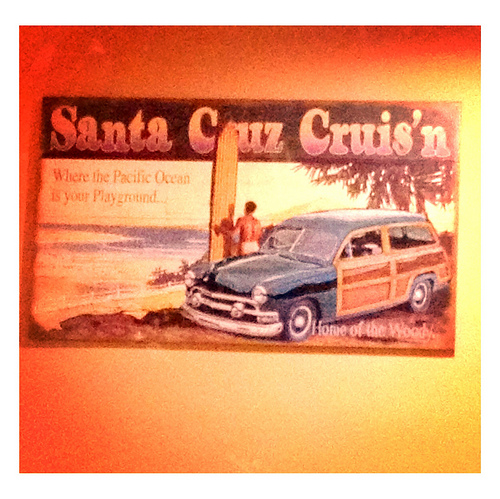 Santa Cruz Cruis'n
Where the Pacific Ocean
is your Playground...
Home of the Woody.